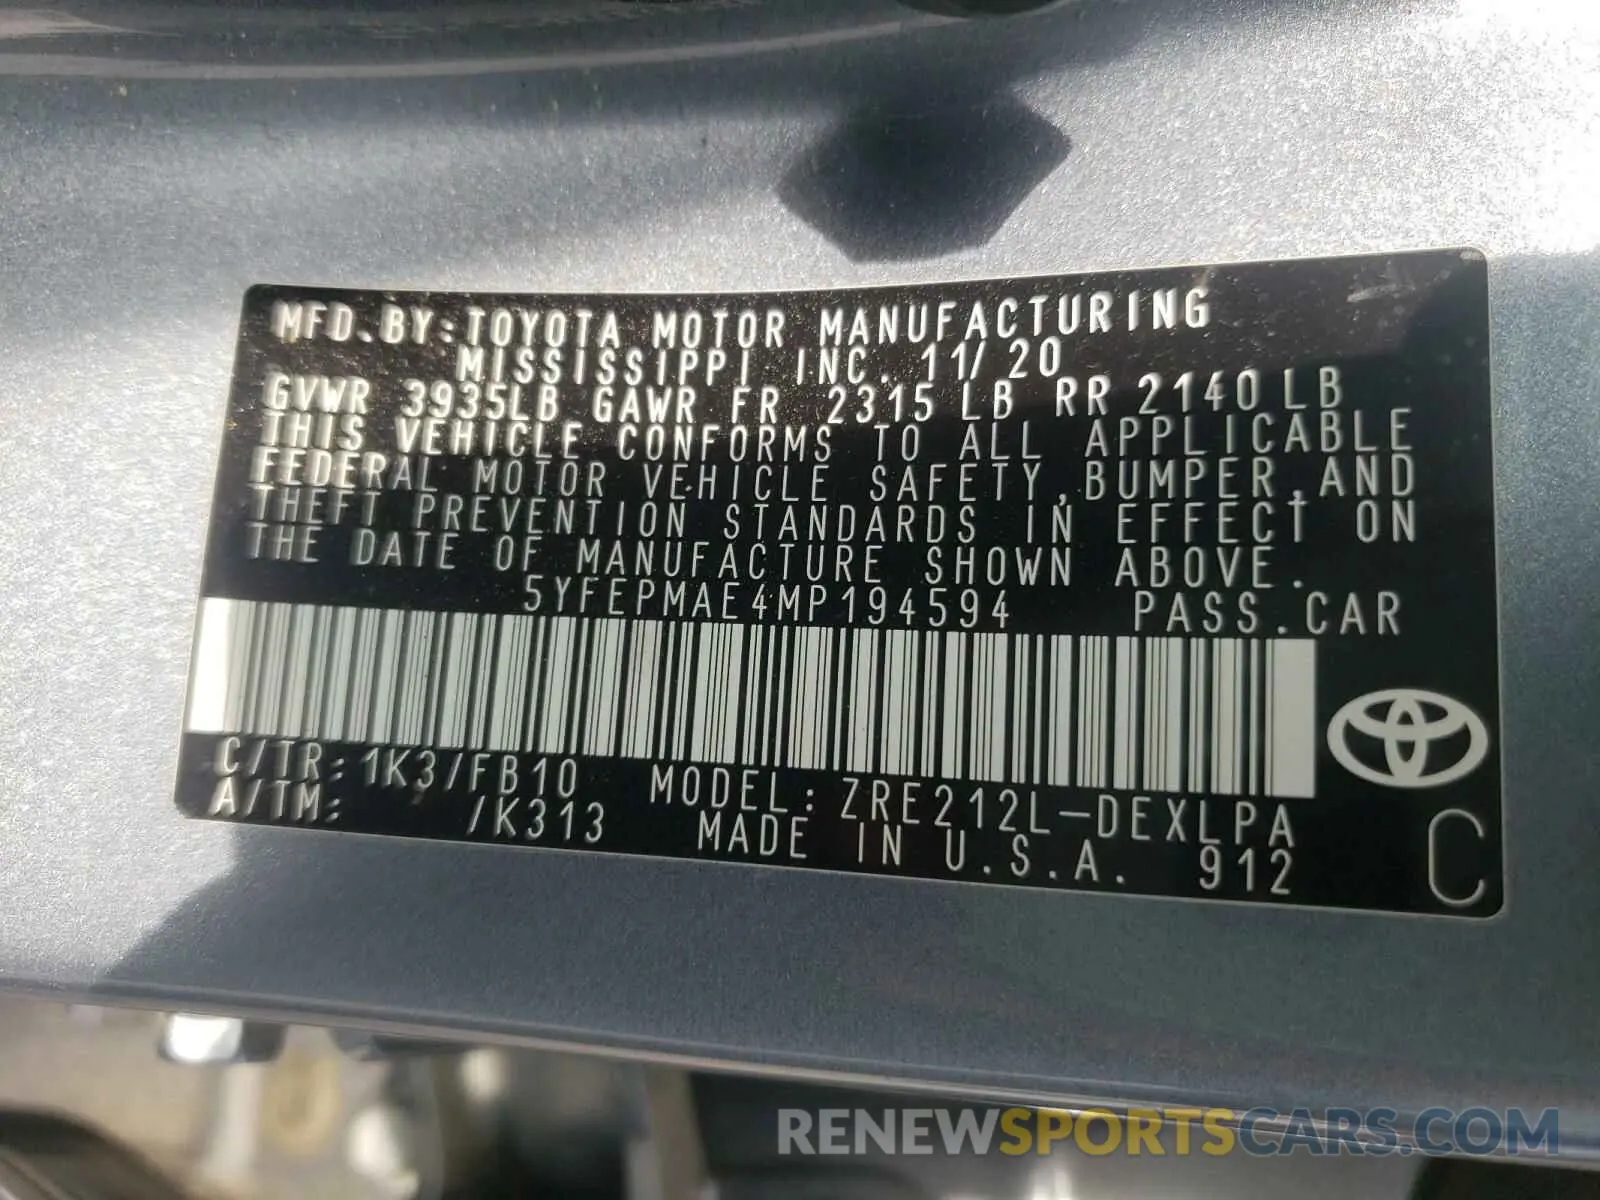 MFD.BY:TOYOTA MOTOR MANUFACTURING
MISSISSIPPI INC. 11/20
GVWR 3935LB GAWR FR 2315 LB RR 2140LB
THIS VEHICLE CONFORMS TO ALL APPLICABLE
FEDERAL MOTOR VEHICLE SAFETY,BUMPER,AND
THEFT PREVENTION STANDARDS IN EFFECT ON
THE DATE OF MANUFACTURE SHOWN ABOVE.
5YFEPMAE4MP194594 PASS.CAR
C/TR:1K3/FB10 MODEL:ZRE212L-DEXLPA
A/TM: /K313 MADE IN U.S.A. 912
C
RENEWSPORTSCARS.COM